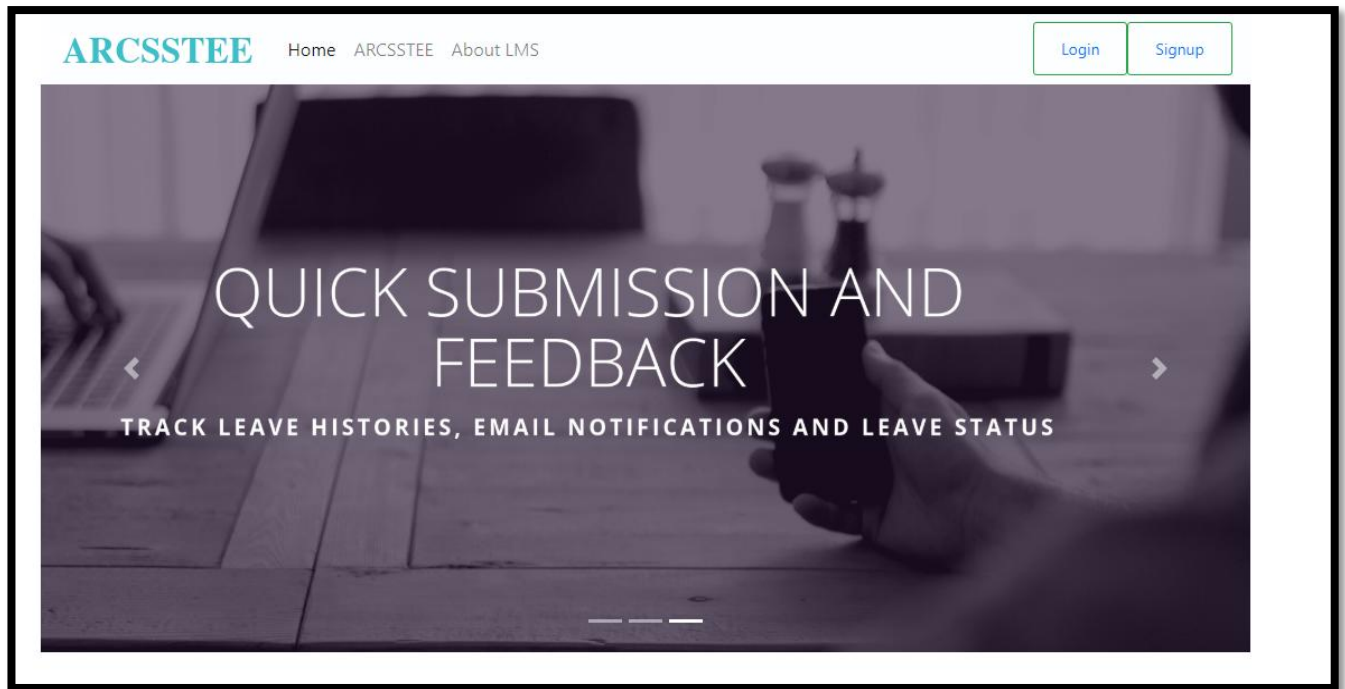 ARCSSTEE Home ARCSSTEE About LMS Login Signup
QUICK SUBMISSION AND
FEEDBACK
TRACK LEAVE HISTORIES, EMAIL NOTIFICATIONS AND LEAVE STATUS